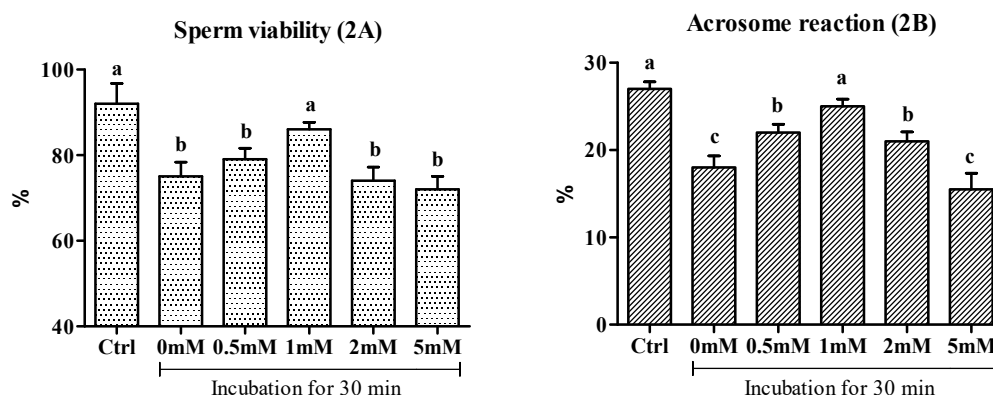 Sperm viability (2A)
100
80
60
40
%
a
b
b
a
b
b
Ctrl 0mM 0.5mM 1mM 2mM 5mM
Incubation for 30 min
Acrosome reaction (2B)
30
20
10
0
%
a
c
b
a
b
c
Ctrl 0mM 0.5mM 1mM 2mM 5mM
Incubation for 30 min